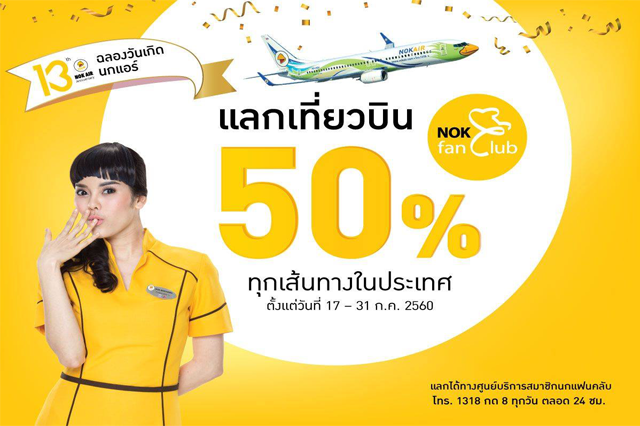 13th
NOK AIR
anniversary
ฉลองวันเกิด
นกแอร์
NOKAIR
แลกเที่ยวบิน
NOK
fan Club
50%
ทุกเส้นทางในประเทศ
ตั้งแต่วันที่ 17 – 31 ก.ค. 2560
แลกได้ทางศูนย์บริการสมาชิกนกแฟนคลับ
โทร. 1318 กด 8 ทุกวัน ตลอด 24 ชม.